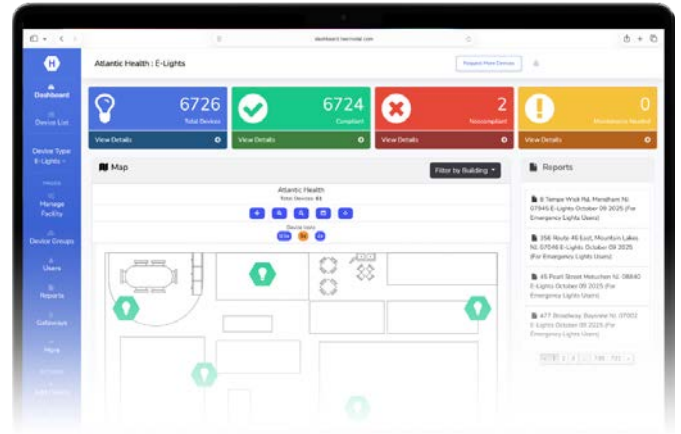 H
Atlantic Health : E-Lights
Request More Devices
Dashboard
Device List
Device Type:
E-Lights
Manage
Facility
Device Groups
Users
Reports
Gateways
More
6726
Total Devices
View Details
6724
Compliant
View Details
2
Noncompliant
View Details
0
Maintenance Needed
View Details
Map
Filter by Building
Atlantic Health
Total Devices: 61
Reports
8 Tempe Wick Rd, Mendham NJ
07945 E-Lights October 09 2025 (For
Emergency Lights Users)
356 Route 46 East, Mountain Lakes
NJ, 07046 E-Lights October 09 2025
(For Emergency Lights Users)
45 Pearl Street Metuchen NJ, 08840
E-Lights October 09 2025 (For
Emergency Lights Users)
477 Broadway, Bayonne NJ, 07002
E-Lights October 09 2025 (For
Emergency Lights Users)